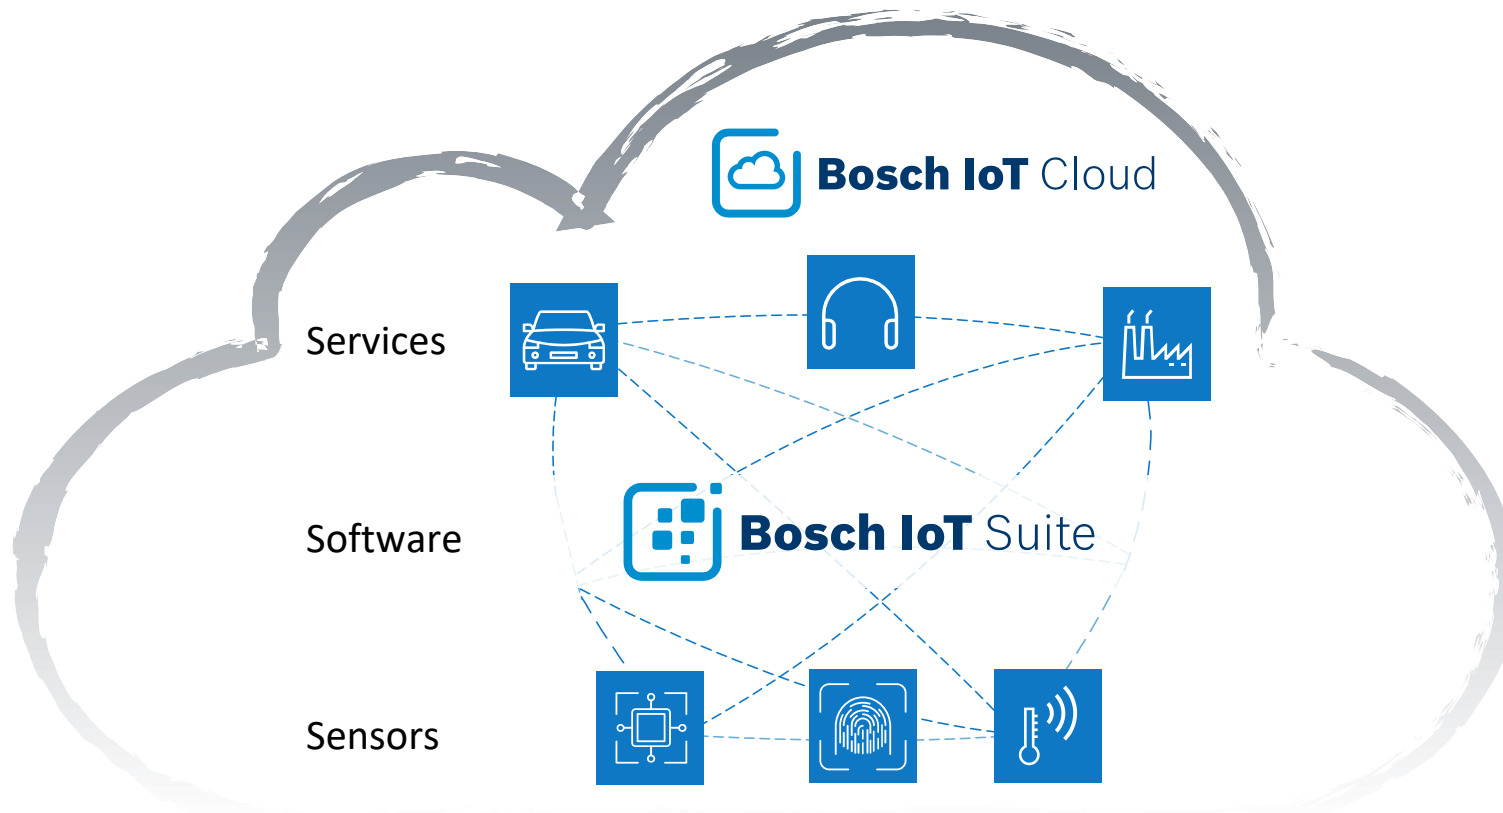 Bosch IoT Cloud
Services
Software
Bosch IoT Suite
Sensors